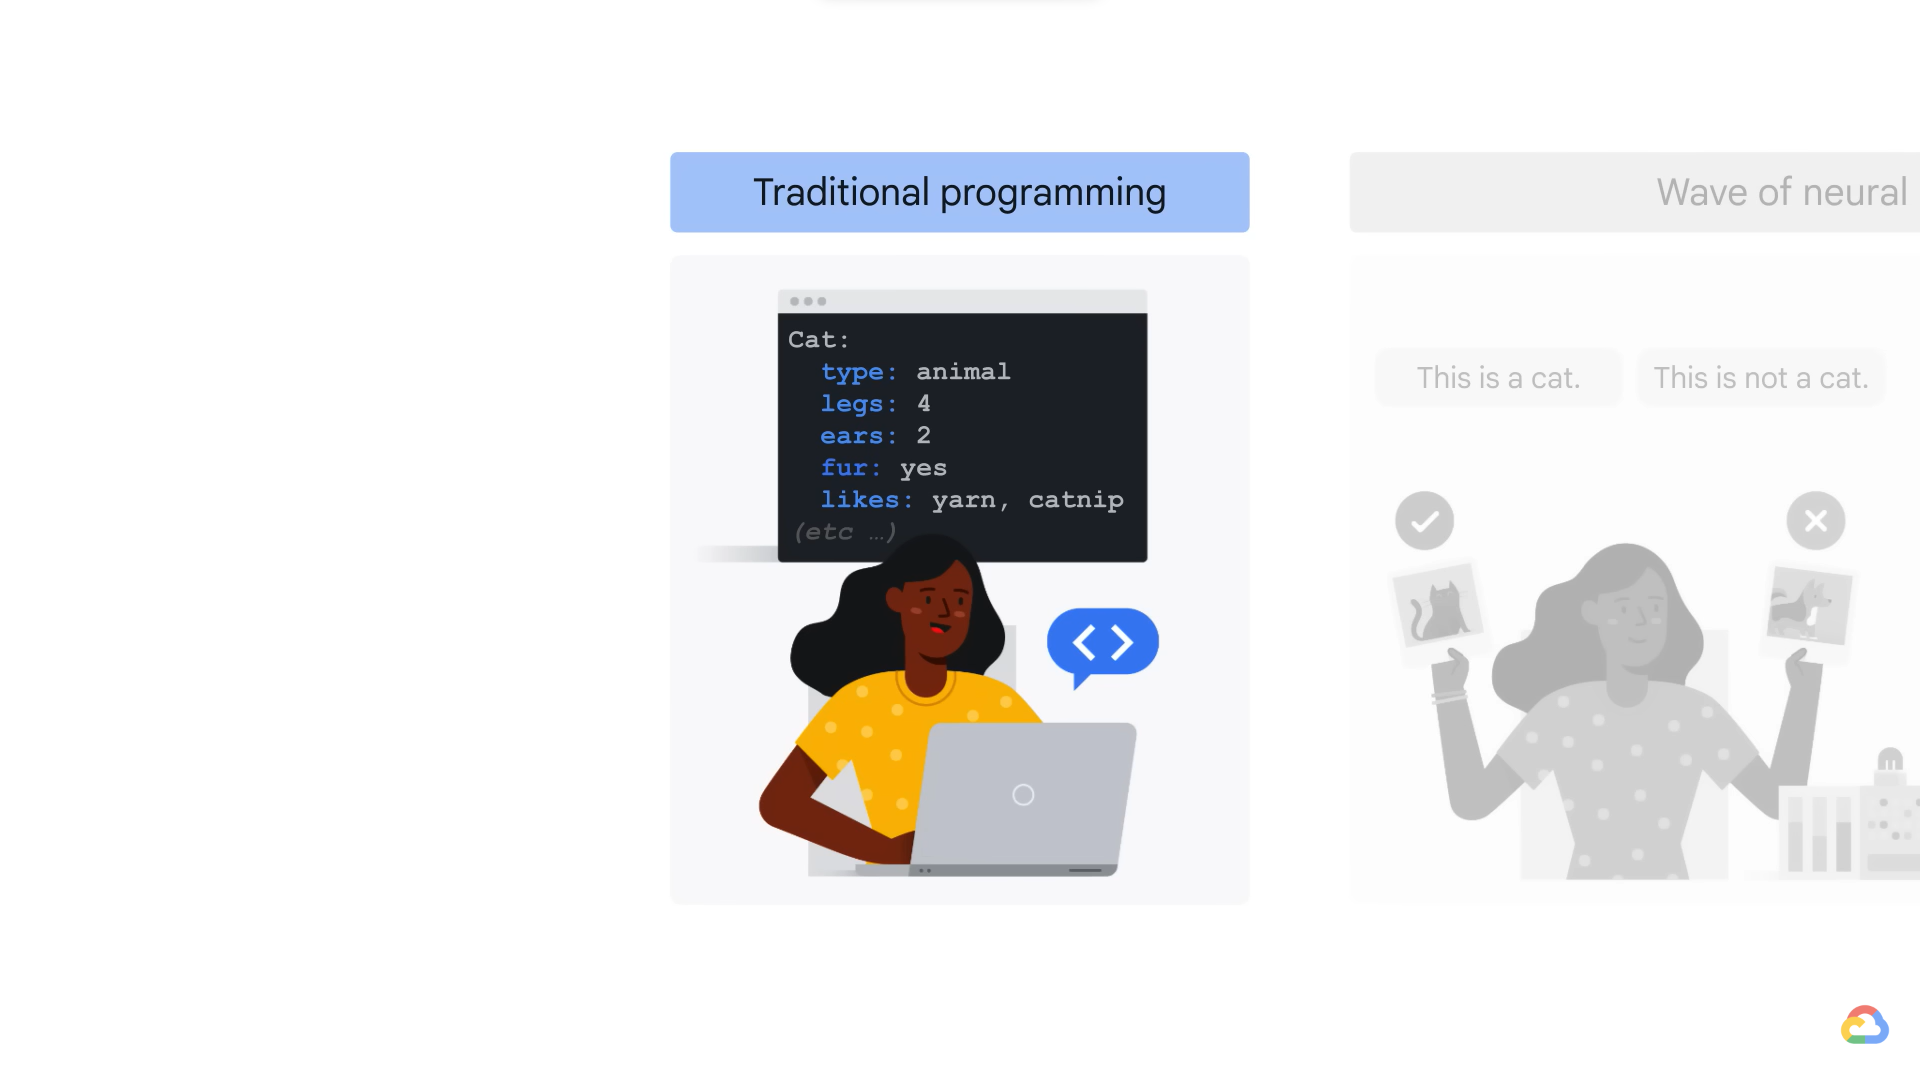 Traditional programming
Cat:
type: animal
legs: 4
ears: 2
fur: yes
likes: yarn, catnip
(etc …)
Wave of neural
This is a cat.
This is not a cat.